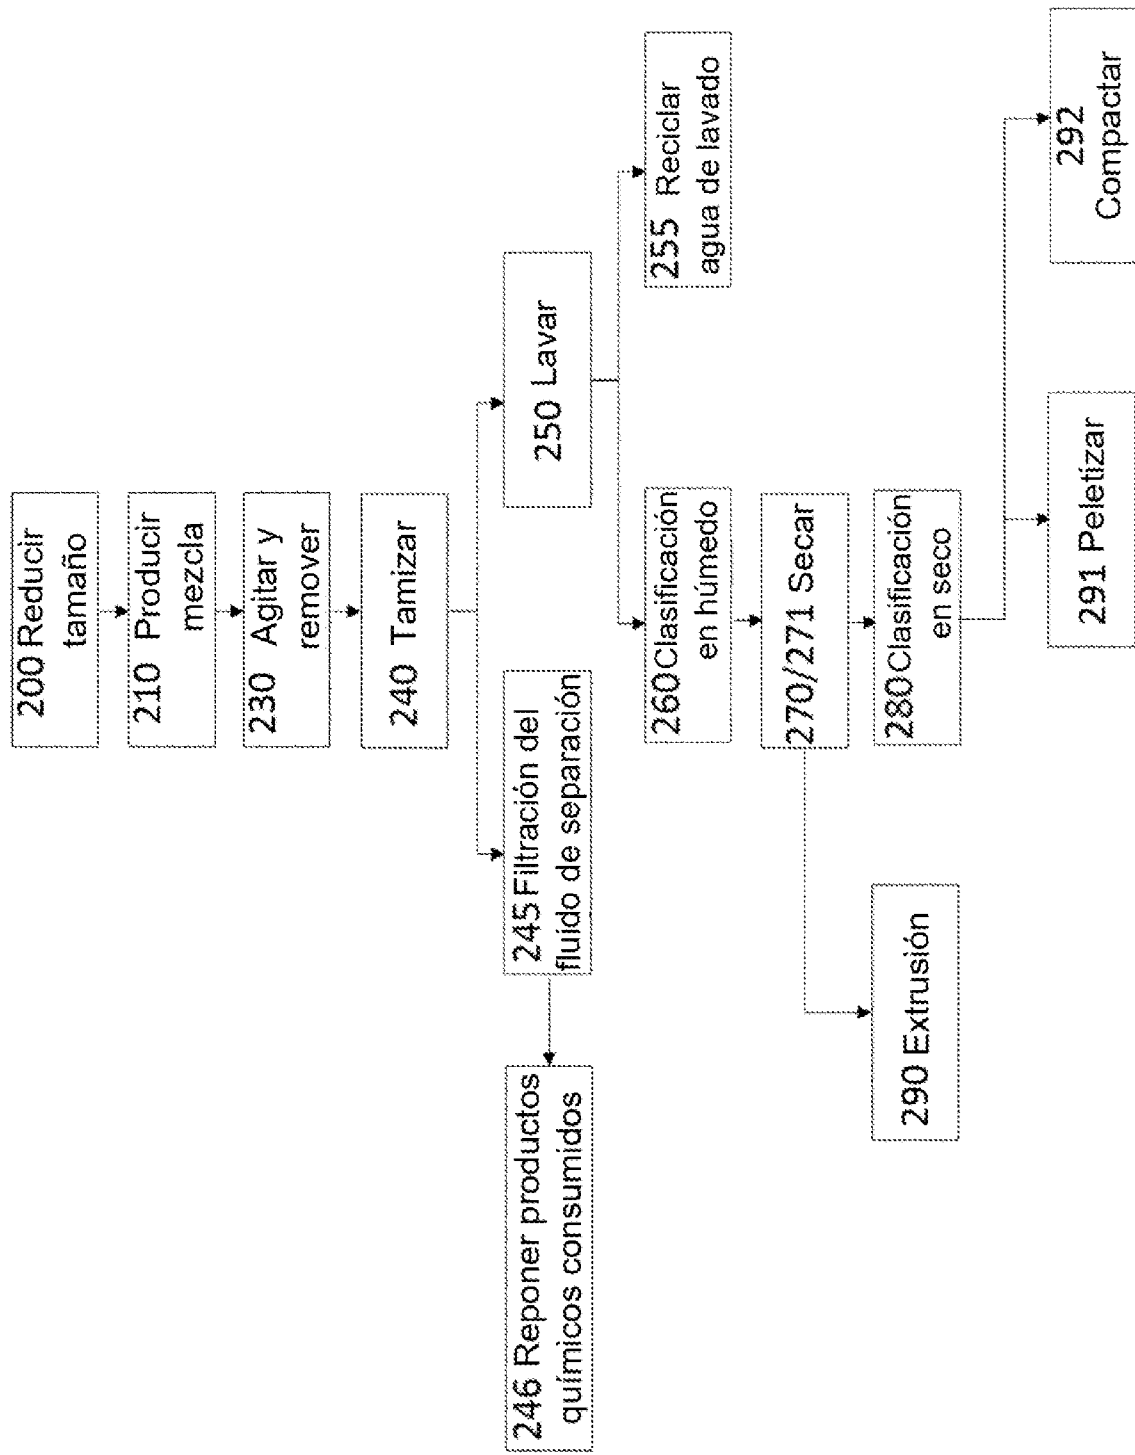 200 Reducir
tamaño
210 Producir
mezcla
230 Agitar y
remover
240 Tamizar
245 Filtración del
fluido de separación
250 Lavar
246 Reponer productos
químicos consumidos
255 Reciclar
agua de lavado
260 Clasificación
en húmedo
270/271 Secar
280 Clasificación
en seco
290 Extrusión
291 Peletizar
292
Compactar